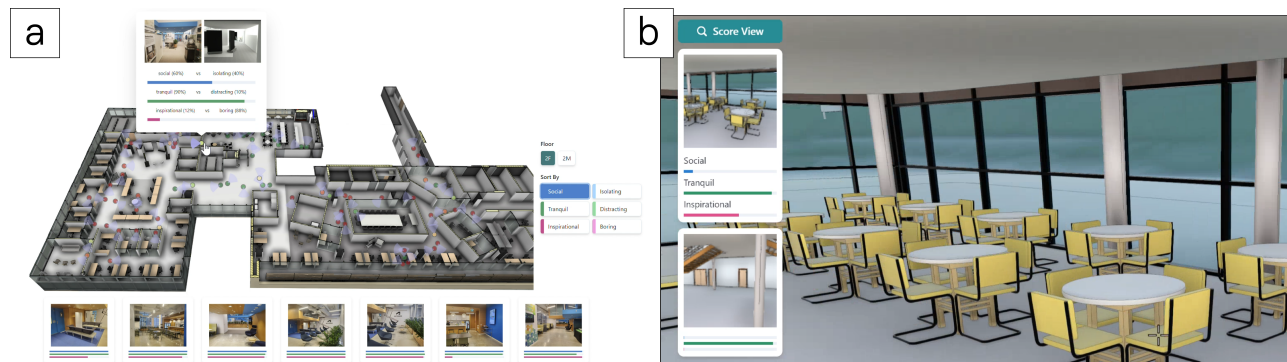 a
social (60%) vs isolating (40%)
tranquil (90%) vs distracting (10%)
inspirational (12%) vs boring (88%)
Floor
2F 2M
Sort By
Social Isolating
Tranquil Distracting
Inspirational Boring
b
Score View
Social
Tranquil
Inspirational